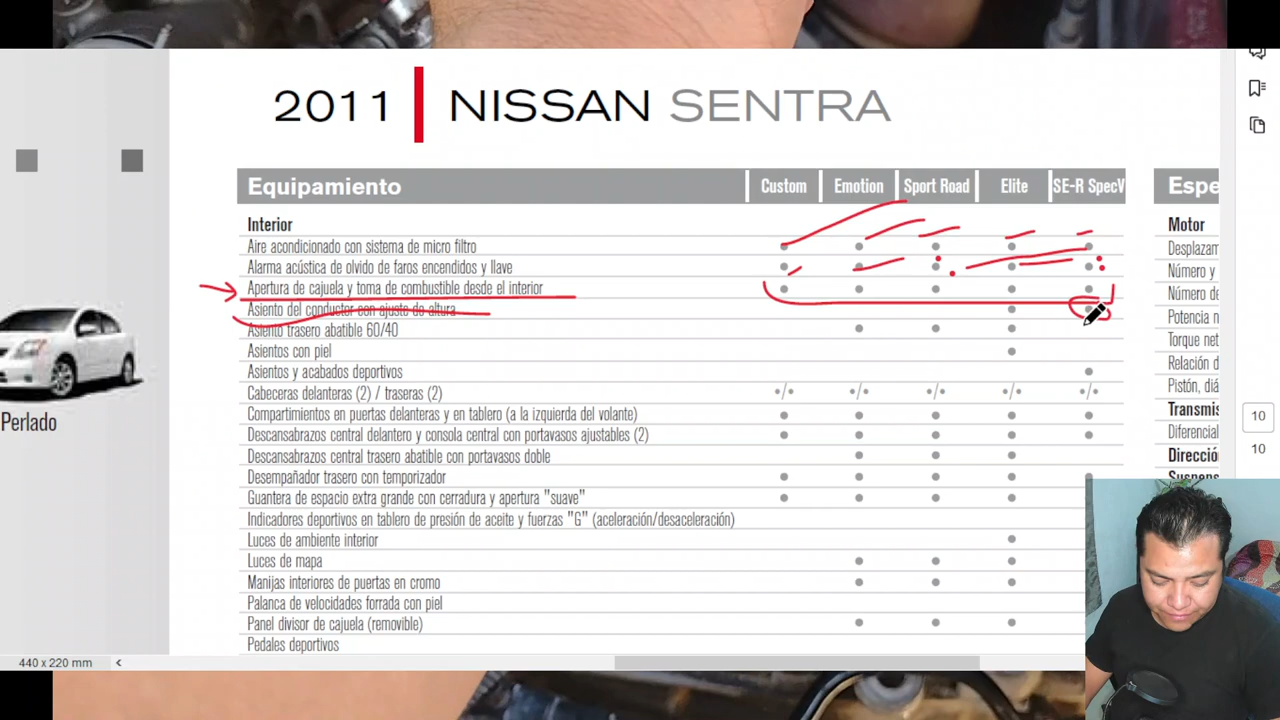 2011 NISSAN SENTRA
Equipamiento Custom Emotion Sport Road Elite SE-R SpecV
Interior
Aire acondicionado con sistema de micro filtro
Alarma acústica de olvido de faros encendidos y llave
Apertura de cajuela y toma de combustible desde el interior
Asiento del conductor con ajuste de altura
Asiento trasero abatible 60/40
Asientos con piel
Asientos y acabados deportivos
Cabeceras delanteras (2) / traseras (2) •/• •/• •/• •/• •/•
Compartimientos en puertas delanteras y en tablero (a la izquierda del volante)
Descansabrazos central delantero y consola central con portavasos ajustables (2)
Descansabrazos central trasero abatible con portavasos doble
Desempañador trasero con temporizador
Guantera de espacio extra grande con cerradura y apertura "suave"
Indicadores deportivos en tablero de presión de aceite y fuerzas "G" (aceleración/desaceleración)
Luces de ambiente interior
Luces de mapa
Manijas interiores de puertas en cromo
Palanca de velocidades forrada con piel
Panel divisor de cajuela (removible)
Pedales deportivos
Espe
Motor
Desplazam
Número y
Número de
Potencia n
Torque net
Relación d
Pistón, diá
Transmis
Diferencial
Direcció
Perlado
10
10
440 x 220 mm